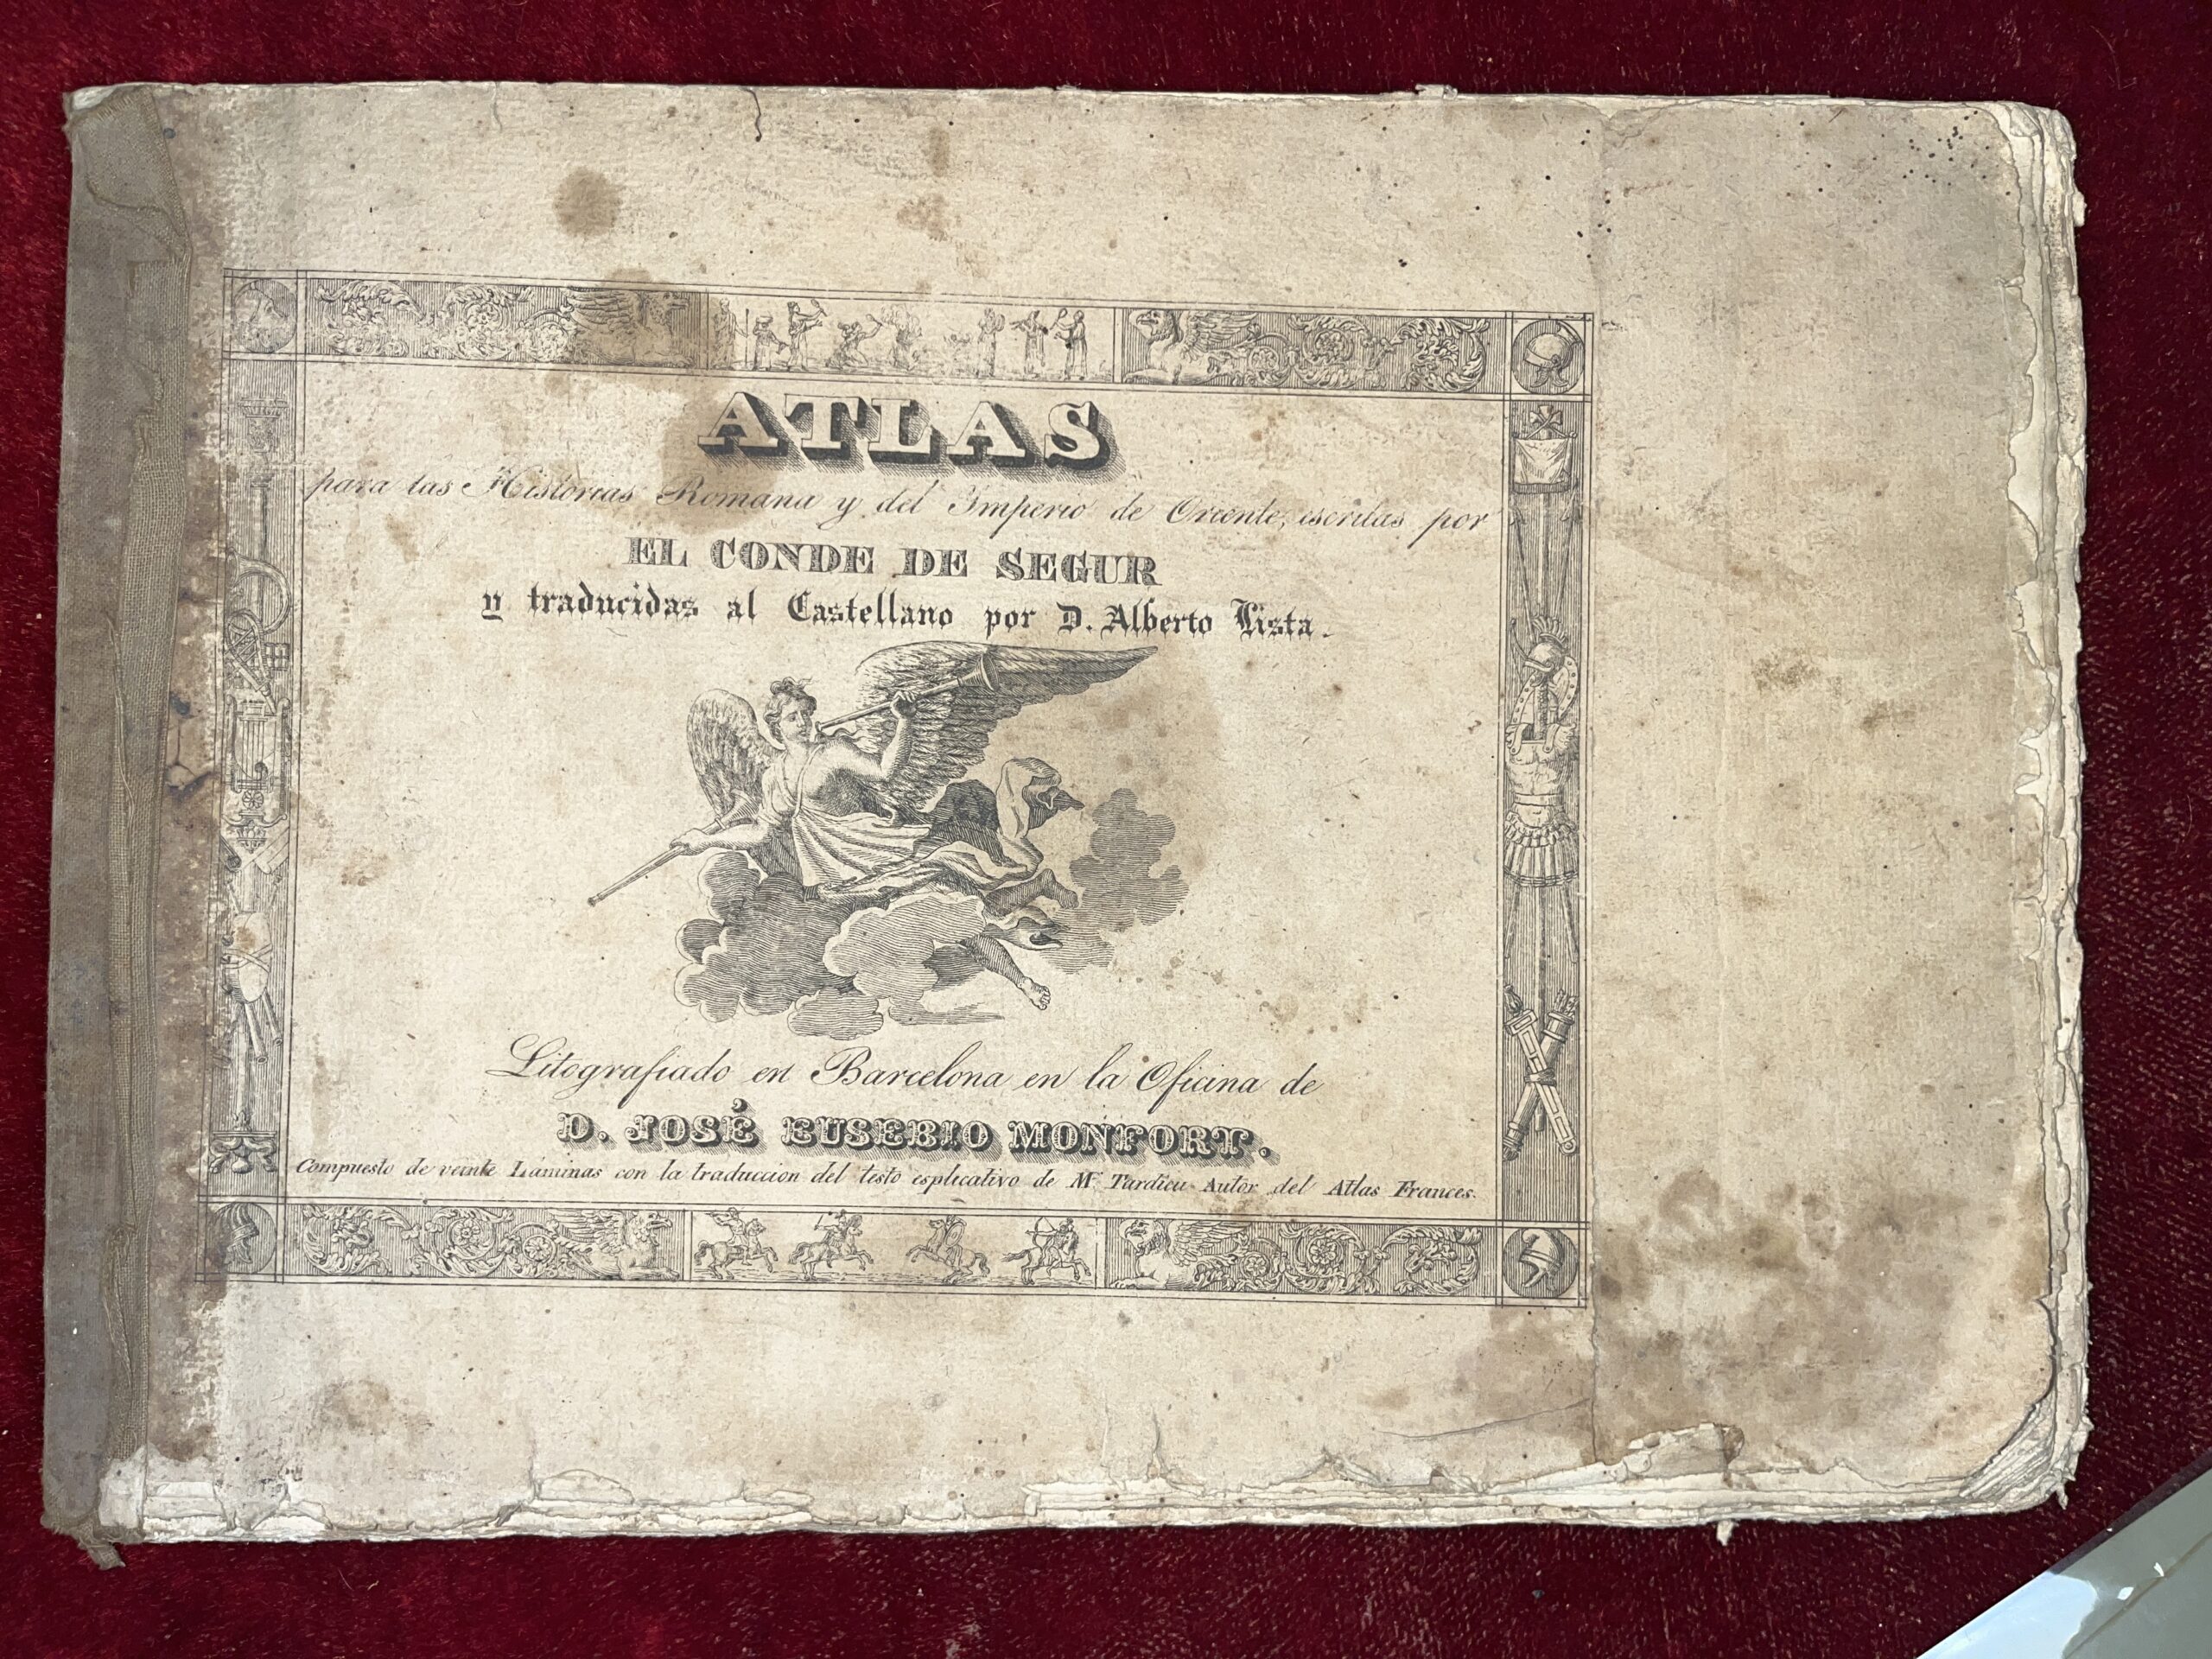 ATLAS
para las Historias Romana y del Imperio de Oriente, escritas por
EL CONDE DE SEGUR
y traducidas al Castellano por D. Alberto Lista.
Litografiado en Barcelona en la Oficina de
D. JOSÉ EUSEBIO MONFORT.
Compuesto de veinte Láminas con la traduccion del testo esplicativo de Mr Tardieu Autor del Atlas Frances.